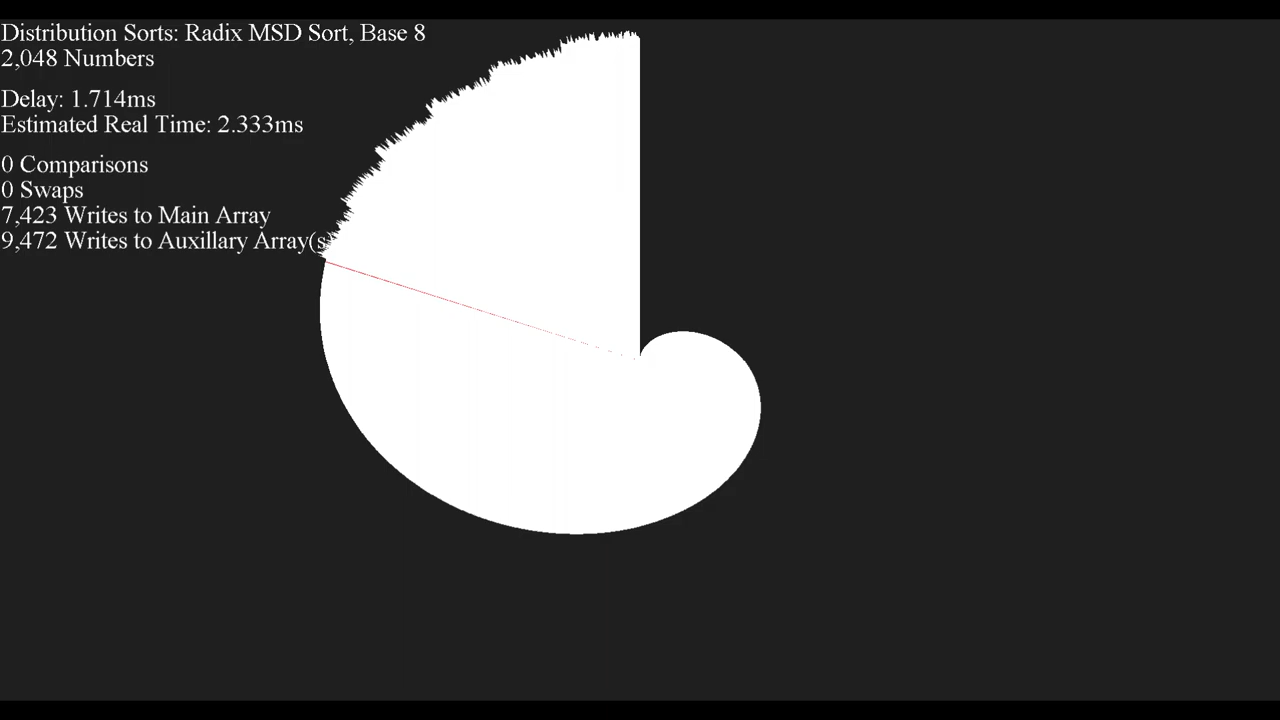 Distribution Sorts: Radix MSD Sort, Base 8
2,048 Numbers
Delay: 1.714ms
Estimated Real Time: 2.333ms
0 Comparisons
0 Swaps
7,423 Writes to Main Array
9,472 Writes to Auxillary Array(s)